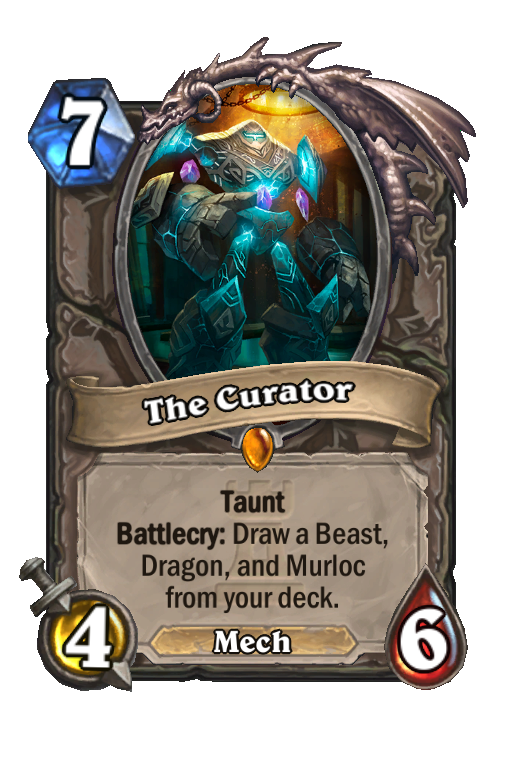 7
The Curator
Taunt
Battlecry: Draw a Beast,
Dragon, and Murloc
from your deck.
4
Mech
6